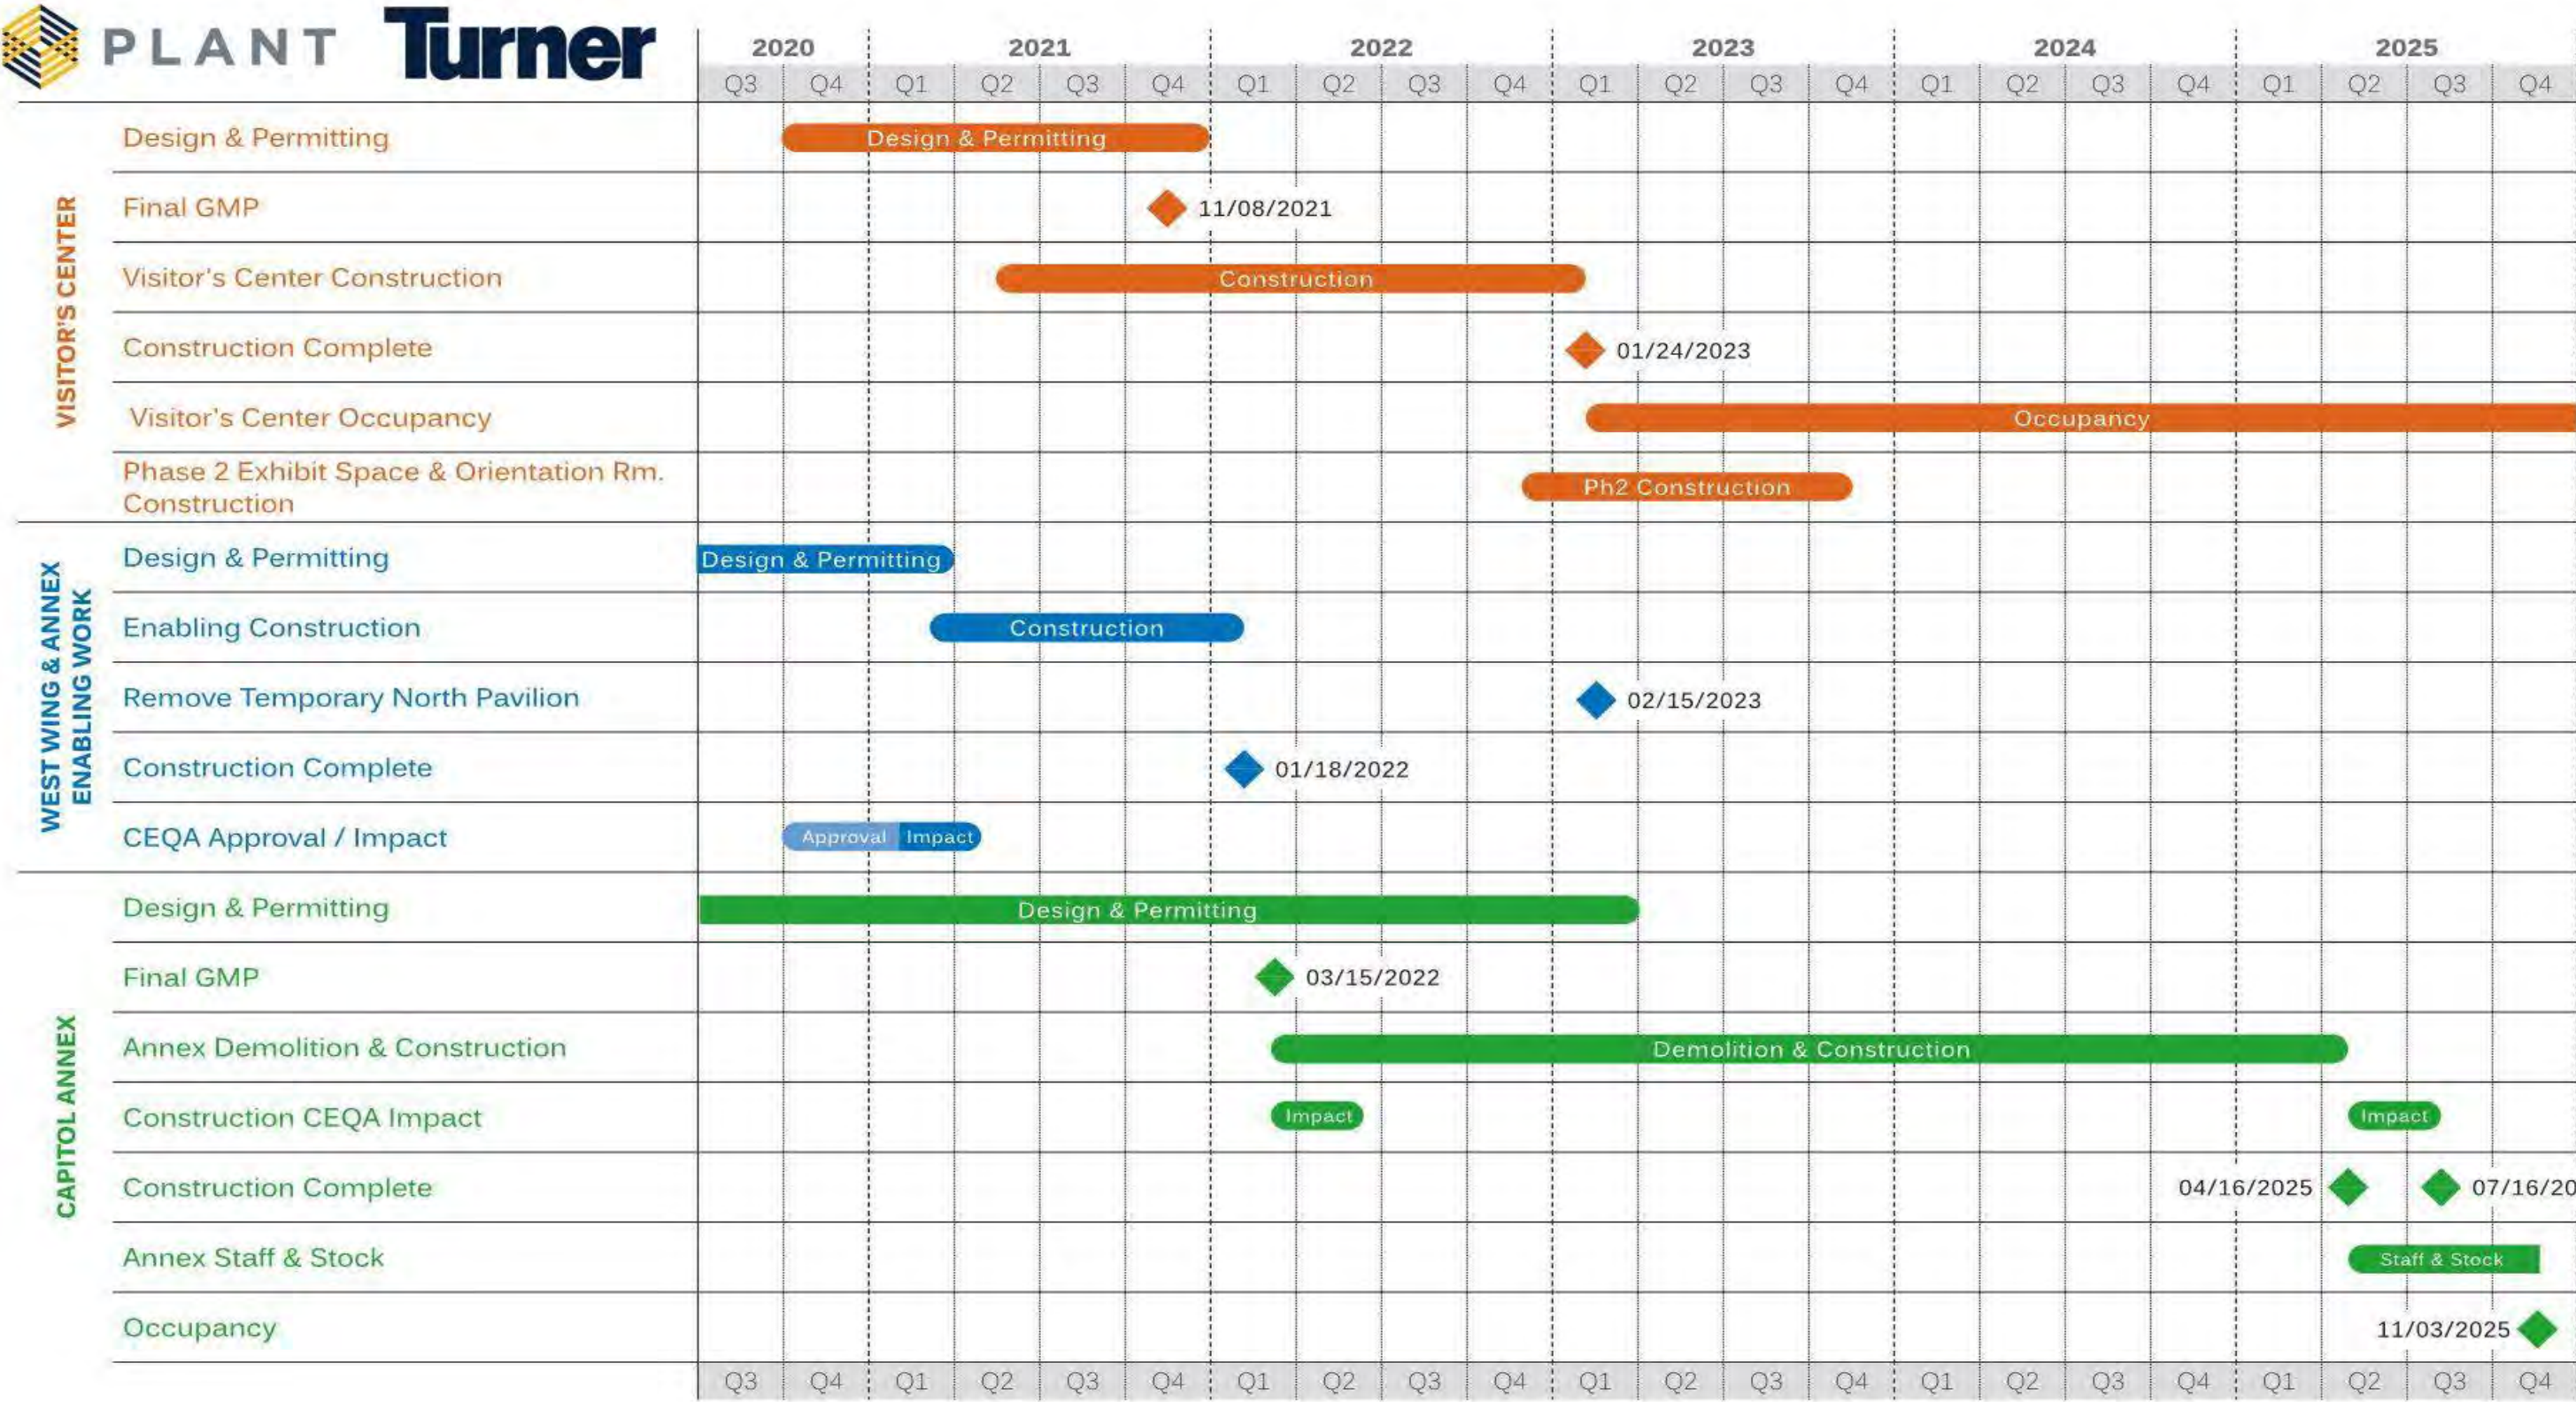 PLANT Turner
2020 2021 2022 2023 2024 2025
Q3 Q4 Q1 Q2 Q3 Q4 Q1 Q2 Q3 Q4 Q1 Q2 Q3 Q4 Q1 Q2 Q3 Q4 Q1 Q2 Q3 Q4
VISITOR'S CENTER
Design & Permitting Design & Permitting
Final GMP 11/08/2021
Visitor's Center Construction Construction
Construction Complete 01/24/2023
Visitor's Center Occupancy Occupancy
Phase 2 Exhibit Space & Orientation Rm.
Construction Ph2 Construction
WEST WING & ANNEX
ENABLING WORK
Design & Permitting Design & Permitting
Enabling Construction Construction
Remove Temporary North Pavilion 02/15/2023
Construction Complete 01/18/2022
CEQA Approval / Impact Approval Impact
CAPITOL ANNEX
Design & Permitting Design & Permitting
Final GMP 03/15/2022
Annex Demolition & Construction Demolition & Construction
Construction CEQA Impact Impact Impact
Construction Complete 04/16/2025 07/16/20
Annex Staff & Stock Staff & Stock
Occupancy 11/03/2025
Q3 Q4 Q1 Q2 Q3 Q4 Q1 Q2 Q3 Q4 Q1 Q2 Q3 Q4 Q1 Q2 Q3 Q4 Q1 Q2 Q3 Q4